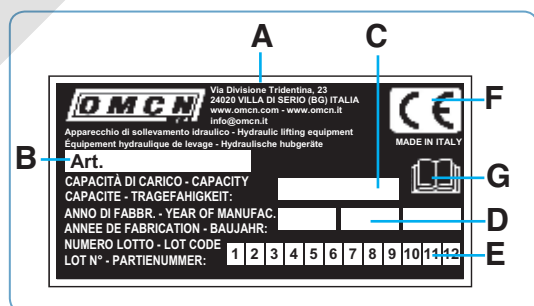 A
C
OMCN
Via Divisione Tridentina, 23
24020 VILLA DI SERIO (BG) ITALIA
www.omcn.com - www.omcn.it
info@omcn.it
F
Apparecchio di sollevamento idraulico - Hydraulic lifting equipment
Équipement hydraulique de levage - Hydraulische hubgeräte
CE
MADE IN ITALY
B
Art.
G
CAPACITÀ DI CARICO - CAPACITY
CAPACITE - TRAGEFAHIGKEIT:
ANNO DI FABBR. - YEAR OF MANUFAC.
ANNEE DE FABRICATION - BAUJAHR:
D
NUMERO LOTTO - LOT CODE
LOT N° - PARTIENUMMER:
1 2 3 4 5 6 7 8 9 10 11 12
E